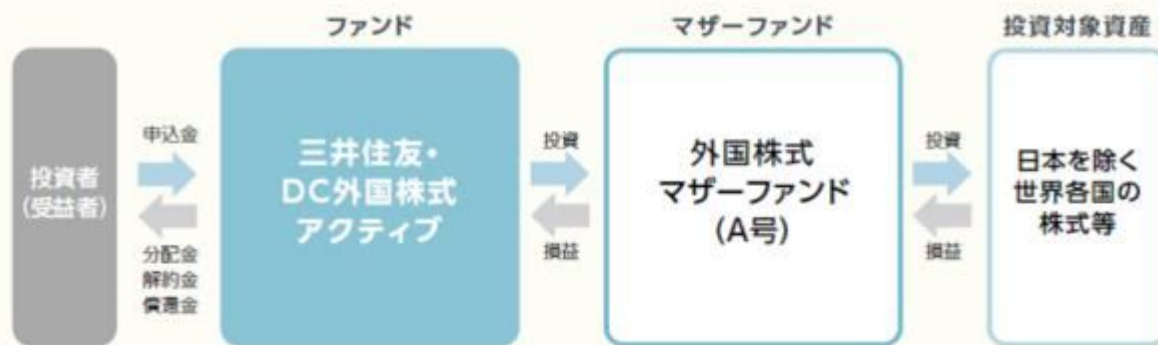 ファンド
マザーファンド
投資対象資産
投資者
(受益者)
申込金
分配金
解約金
償還金
三井住友・
DC外国株式
アクティブ
投資
損益
外国株式
マザーファンド
(A号)
投資
損益
日本を除く
世界各国の
株式等